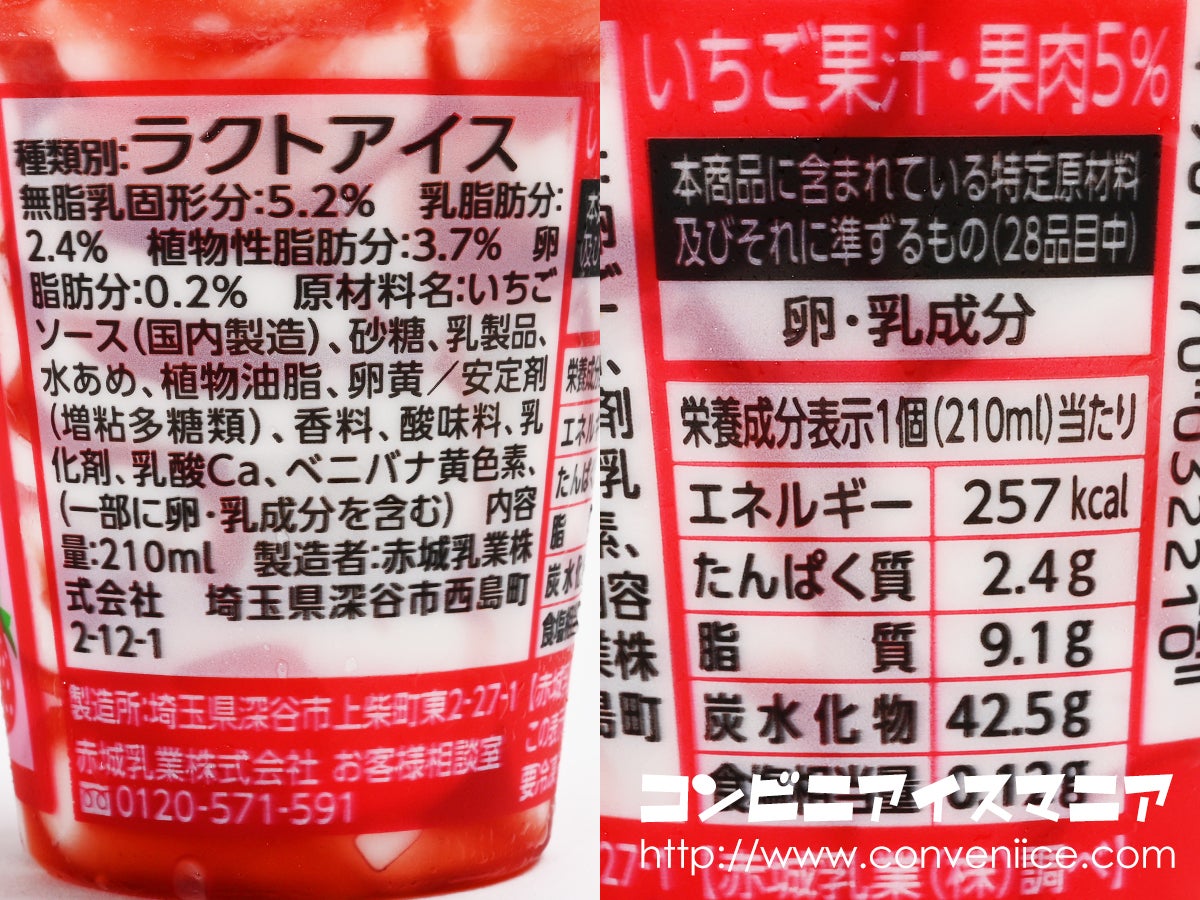 種類別:ラクトアイス
無脂乳固形分:5.2% 乳脂肪分:
2.4% 植物性脂肪分:3.7% 卵
脂肪分:0.2% 原材料名:いちご
ソース(国内製造)、砂糖、乳製品、
水あめ、植物油脂、卵黄/安定剤
(増粘多糖類)、香料、酸味料、乳
化剤、乳酸Ca、ベニバナ黄色素、
(一部に卵・乳成分を含む) 内容
量:210ml 製造者:赤城乳業株
式会社 埼玉県深谷市西島町
2-12-1
製造所:埼玉県深谷市上柴町東2-27-1
赤城乳業株式会社 お客様相談室
0120-571-591
いちご果汁・果肉5%
本商品に含まれている特定原材料
及びそれに準ずるもの(28品目中)
卵・乳成分
栄養成分表示1個(210ml)当たり
エネルギー 257kcal
たんぱく質 2.4g
脂質 9.1g
炭水化物 42.5g
食塩相当量
コンビニアイスマニア
http://www.conveniice.com